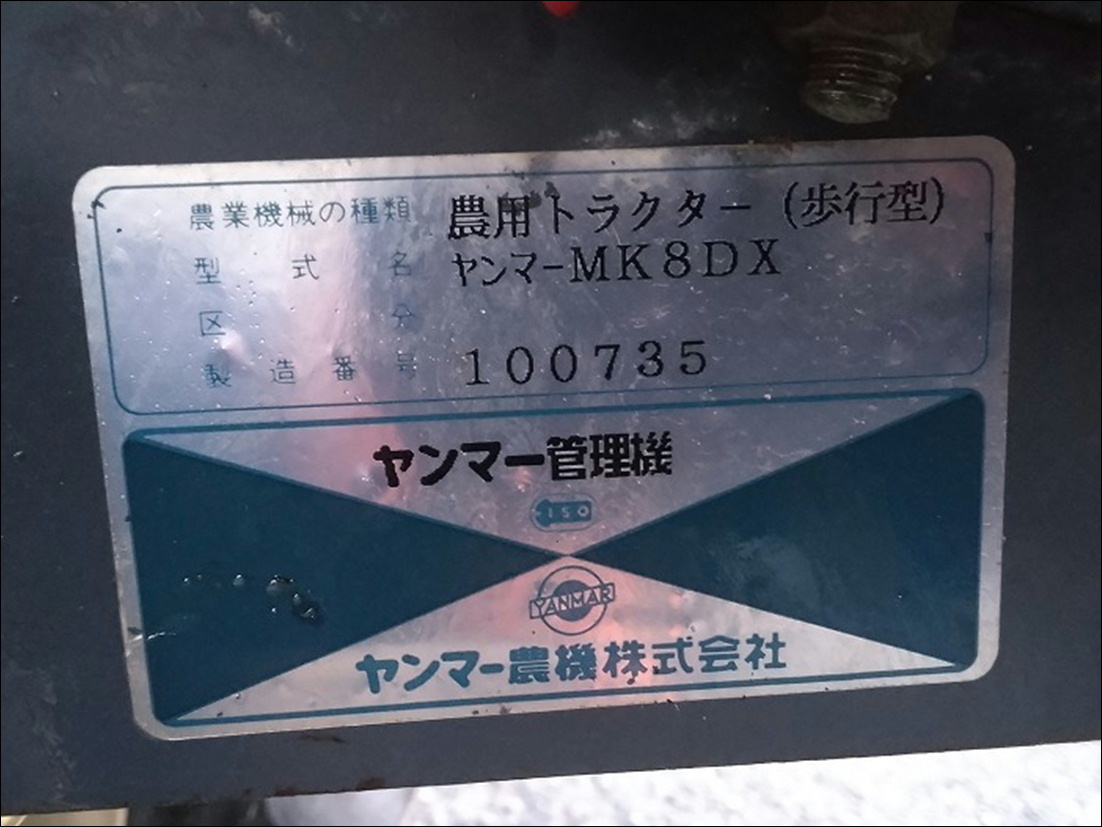 農業機械の種類 農用トラクター(歩行型)
型式名 ヤンマーMK8DX
区分
製造番号 100735
ヤンマー管理機
ISO
YANMAR
ヤンマー農機株式会社